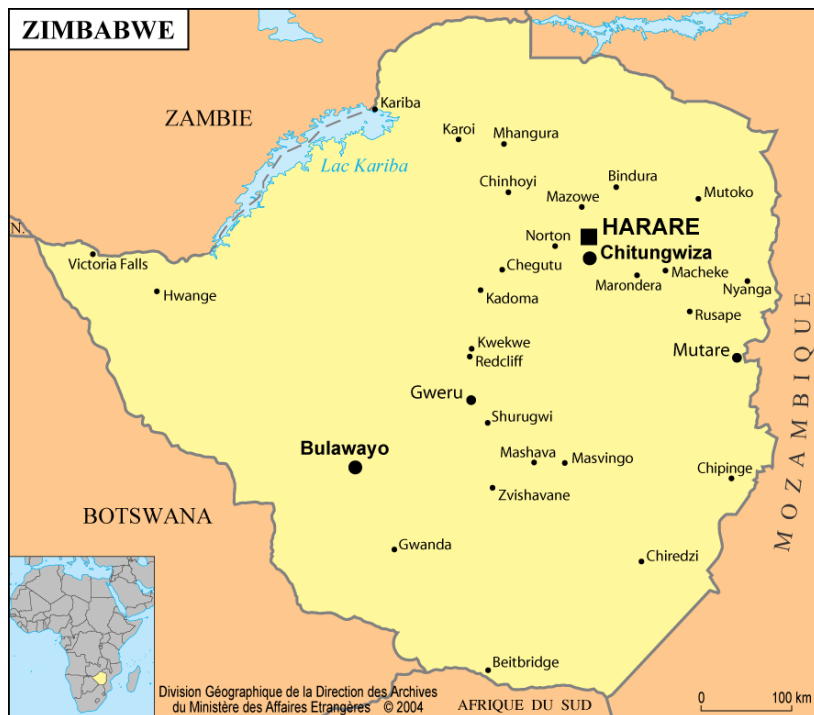 ZIMBABWE
ZAMBIE
Kariba
Lac Kariba
Karoi
Mhangura
Chinhoyi
Bindura
Mazowe
Mutoko
HARARE
Norton
Chitungwiza
N.
Victoria Falls
Hwange
Chegutu
Kadoma
Macheke
Marondera
Nyanga
Rusape
Kwekwe
Redcliff
Mutare
Gweru
Shurugwi
MOZAMBIQUE
Bulawayo
Mashava
Masvingo
Zvishavane
Chipinge
BOTSWANA
Gwanda
Chiredzi
Beitbridge
Division Géographique de la Direction des Archives
du Ministère des Affaires Etrangères © 2004
AFRIQUE DU SUD
0 100 km